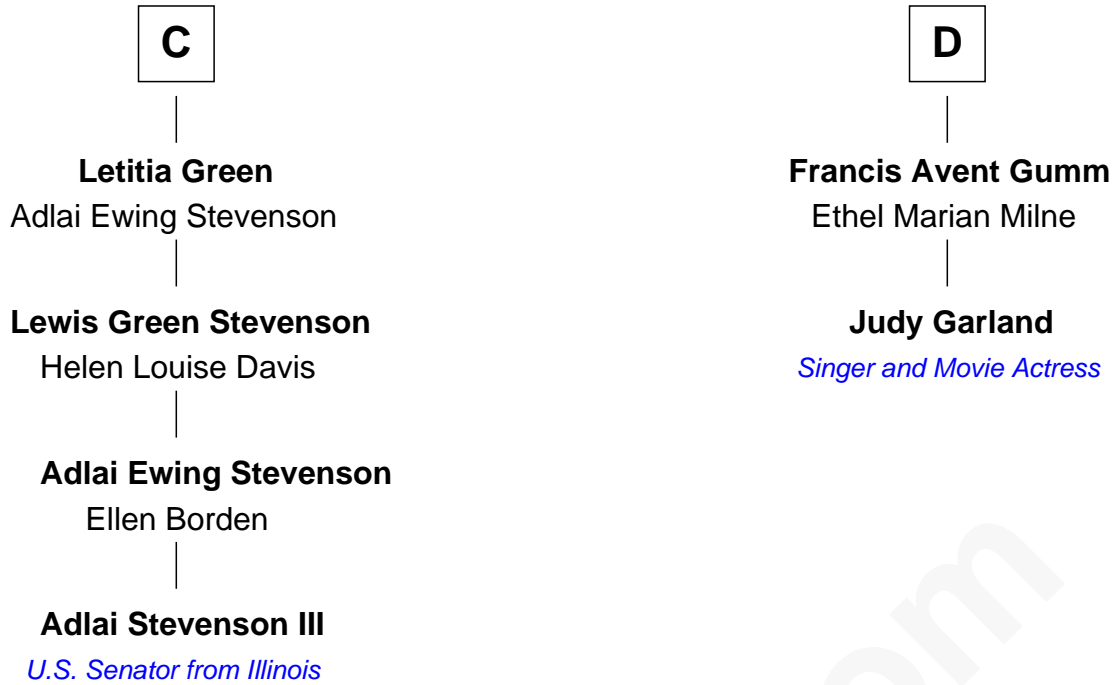 C
Letitia Green
Adlai Ewing Stevenson
Lewis Green Stevenson
Helen Louise Davis
Adlai Ewing Stevenson
Ellen Borden
Adlai Stevenson III
U.S. Senator from Illinois
D
Francis Avent Gumm
Ethel Marian Milne
Judy Garland
Singer and Movie Actress
om